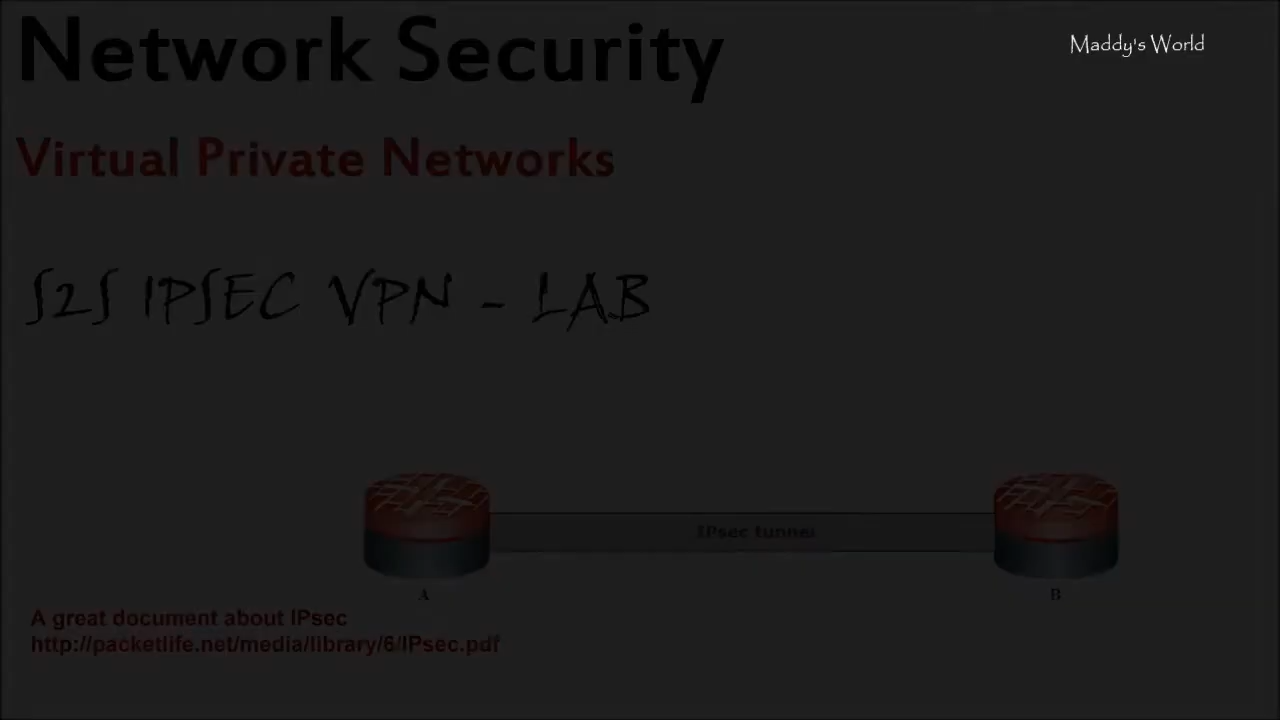 Network Security
Maddy's World
Virtual Private Networks
S2S IPSEC VPN - LAB
IPsec tunnel
A
B
A great document about IPsec
http://packetlife.net/media/library/6/IPsec.pdf